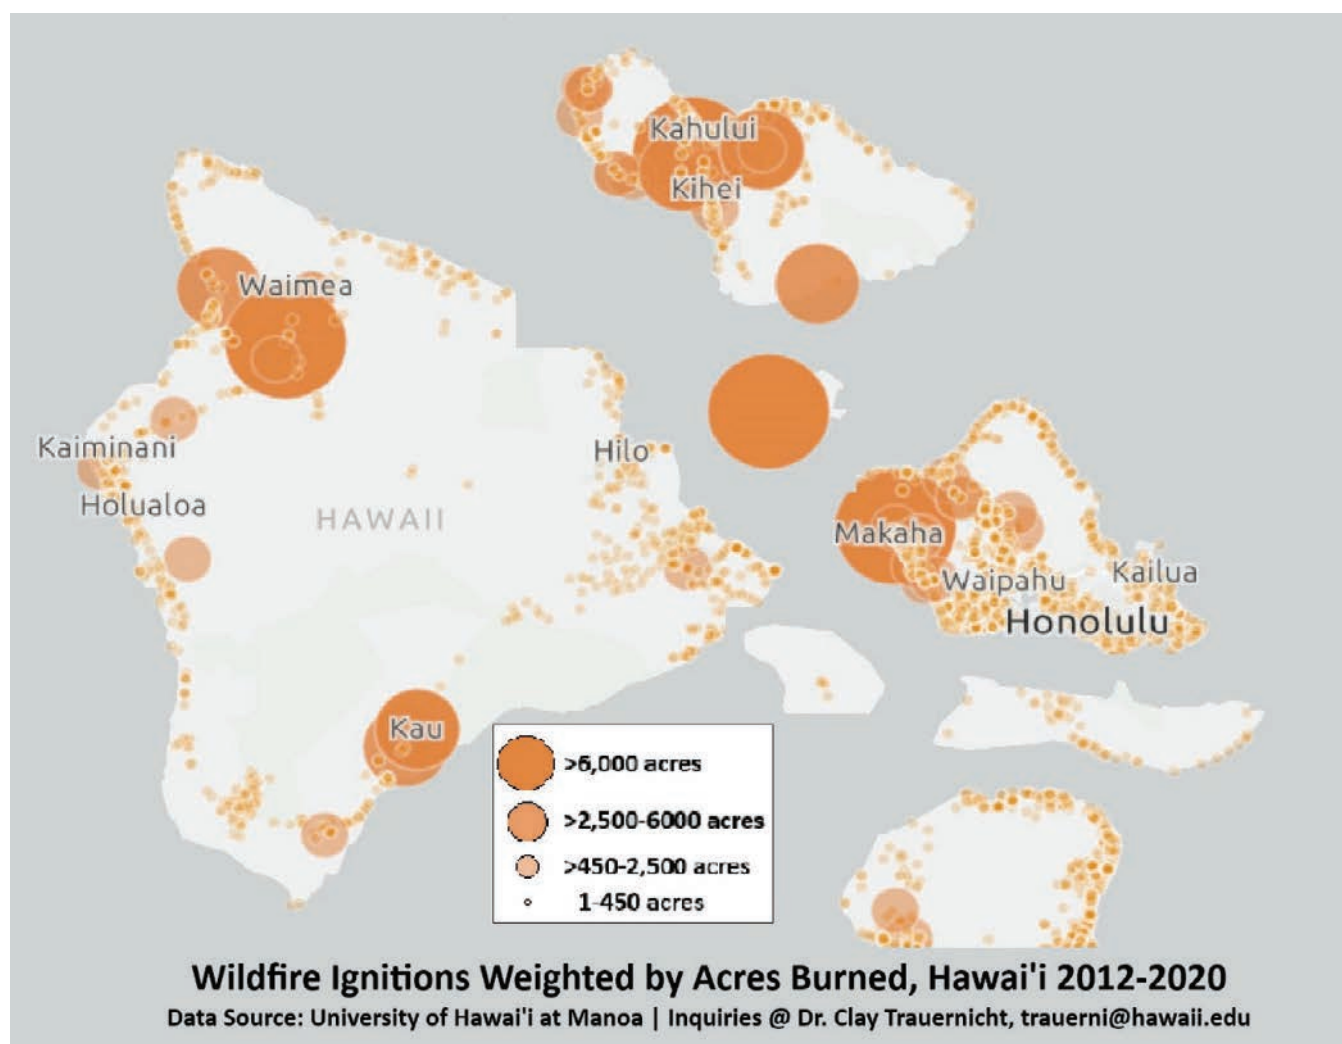 Kahului
Kihei
Waimea
Kaiminani
Hilo
Holualoa
HAWAII
Makaha
Waipahu
Kailua
Honolulu
Kau
>6,000 acres
>2,500-6000 acres
>450-2,500 acres
1-450 acres
Wildfire Ignitions Weighted by Acres Burned, Hawai'i 2012-2020
Data Source: University of Hawai'i at Manoa | Inquiries @ Dr. Clay Trauernicht, trauerni@hawaii.edu